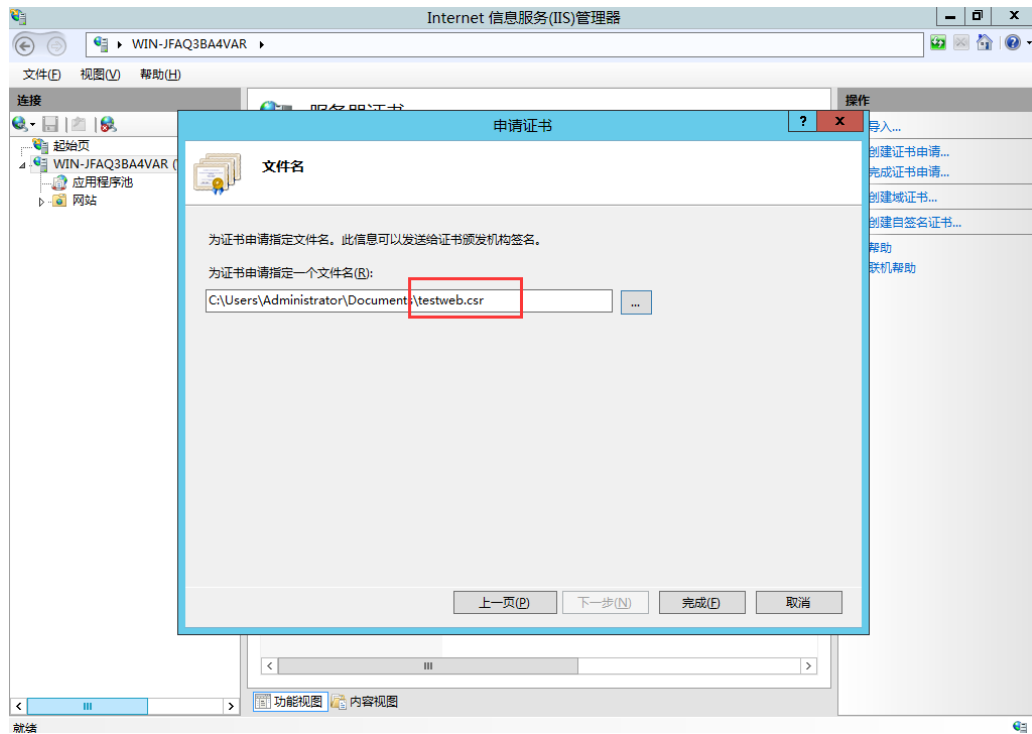 Internet 信息服务(IIS)管理器
WIN-JFAQ3BA4VAR
文件(F) 视图(V) 帮助(H)
连接
起始页
WIN-JFAQ3BA4VAR (
应用程序池
网站
服务器证书
申请证书
文件名
为证书申请指定文件名。此信息可以发送给证书颁发机构签名。
为证书申请指定一个文件名(R):
C:\Users\Administrator\Documents\testweb.csr
...
上一页(P) 下一步(N) 完成(F) 取消
操作
导入...
创建证书申请...
完成证书申请...
创建域证书...
创建自签名证书...
帮助
联机帮助
功能视图 内容视图
就绪